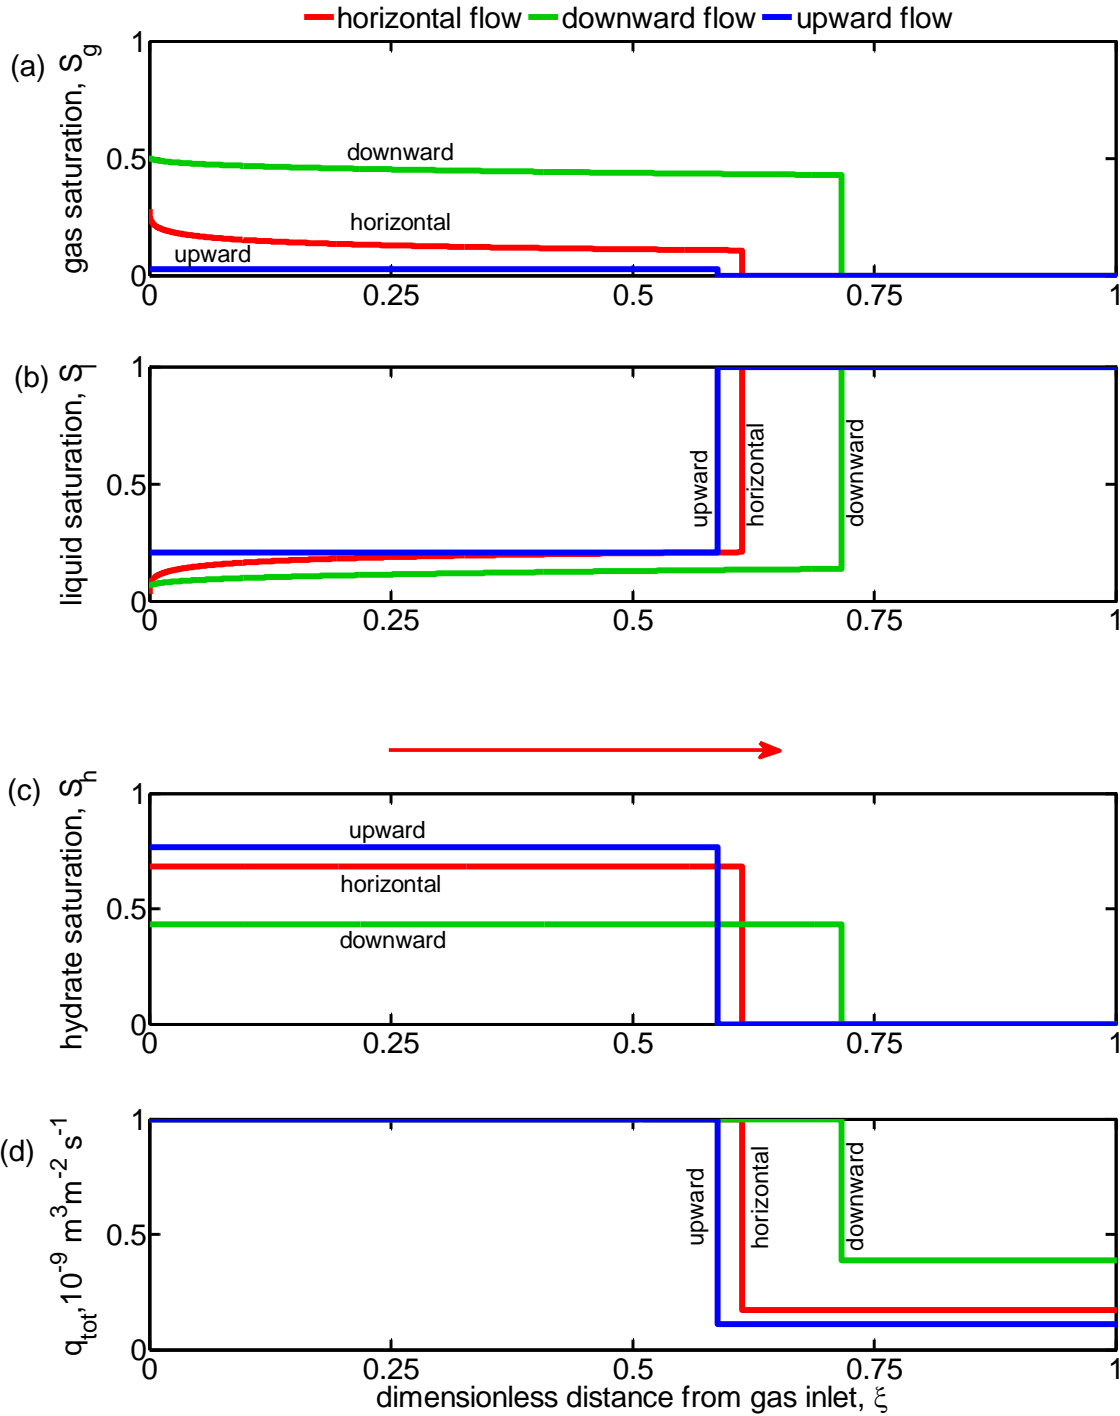 horizontal flow downward flow upward flow
(a)
gas saturation, S_g
1
0.5
0
downward
horizontal
upward
0 0.25 0.5 0.75 1
(b)
liquid saturation, S_l
1
0.5
0
upward
horizontal
downward
0 0.25 0.5 0.75 1
(c)
hydrate saturation, S_h
1
0.5
0
upward
horizontal
downward
0 0.25 0.5 0.75 1
(d)
q_tot,10^-9 m^3m^-2 s^-1
1
0.5
0
upward
horizontal
downward
0 0.25 0.5 0.75 1
dimensionless distance from gas inlet, ξ